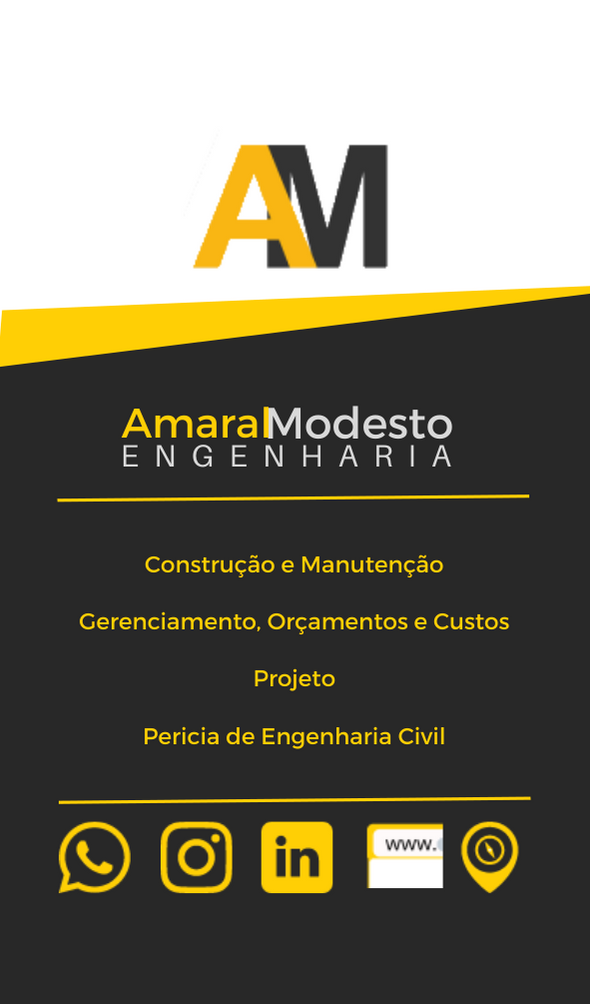 AM
AmaralModesto
ENGENHARIA
Construção e Manutenção
Gerenciamento, Orçamentos e Custos
Projeto
Pericia de Engenharia Civil
in
www.